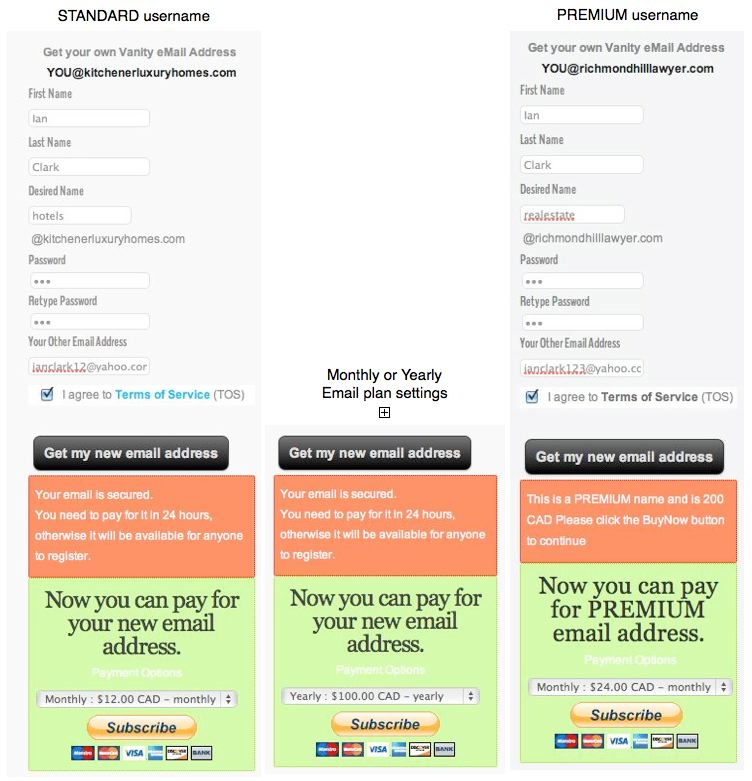 STANDARD username
Get your own Vanity eMail Address
YOU@kitchenerluxuryhomes.com
First Name
Ian
Last Name
Clark
Desired Name
hotels
@kitchenerluxuryhomes.com
Password
•••
Retype Password
•••
Your Other Email Address
ianclark12@yahoo.cor
I agree to Terms of Service (TOS)
Get my new email address
Your email is secured.
You need to pay for it in 24 hours,
otherwise it will be available for anyone
to register.
Now you can pay for
your new email
address.
Payment Options
Monthly : $12.00 CAD - monthly
Subscribe
Maestro MasterCard VISA AMERICAN EXPRESS DISCOVER BANK
Monthly or Yearly
Email plan settings
Get my new email address
Your email is secured.
You need to pay for it in 24 hours,
otherwise it will be available for anyone
to register.
Now you can pay for
your new email
address.
Payment Options
Yearly : $100.00 CAD - yearly
Subscribe
Maestro MasterCard VISA AMERICAN EXPRESS DISCOVER BANK
PREMIUM username
Get your own Vanity eMail Address
YOU@richmondhilllawyer.com
First Name
Ian
Last Name
Clark
Desired Name
realestate
@richmondhilllawyer.com
Password
•••
Retype Password
•••
Your Other Email Address
ianclark123@yahoo.cc
I agree to Terms of Service (TOS)
Get my new email address
This is a PREMIUM name and is 200
CAD Please click the BuyNow button
to continue
Now you can pay
for PREMIUM
email address.
Payment Options
Monthly : $24.00 CAD - monthly
Subscribe
Maestro MasterCard VISA AMERICAN EXPRESS DISCOVER BANK